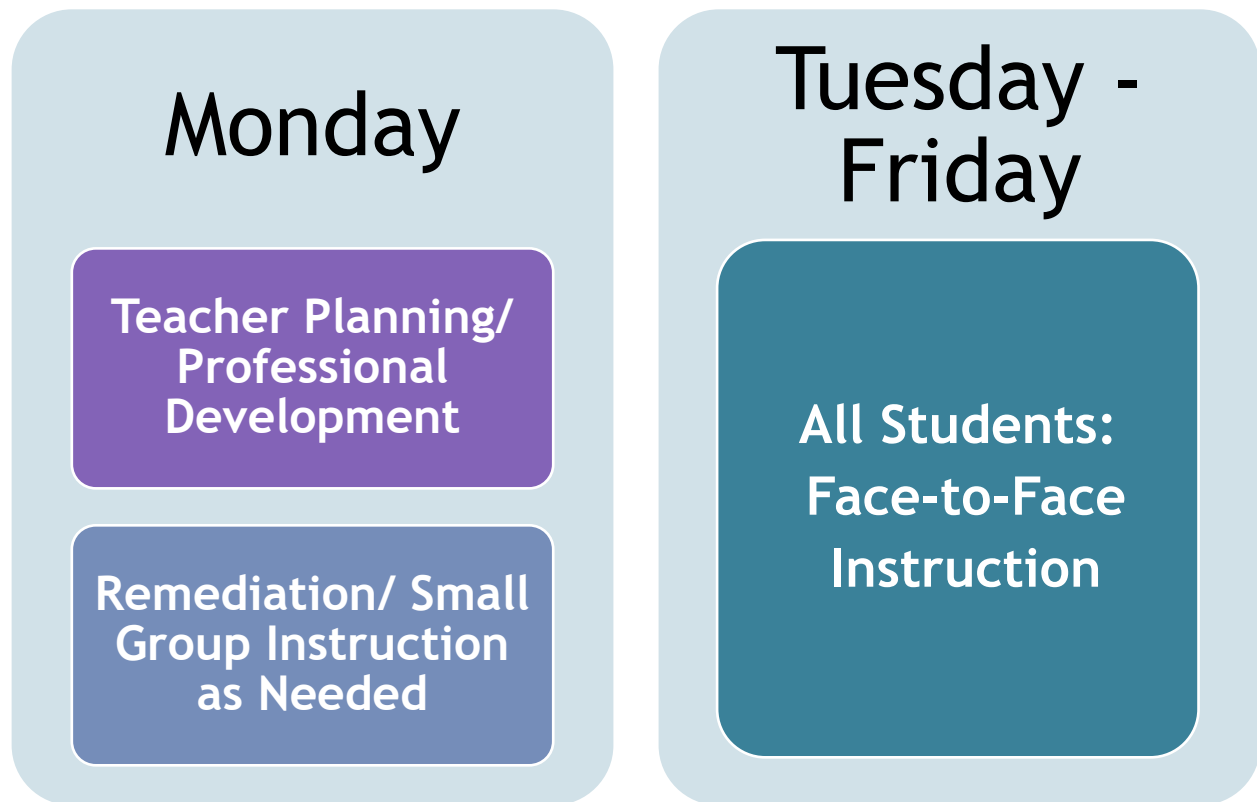 Monday
Teacher Planning/
Professional
Development
Remediation/ Small
Group Instruction
as Needed
Tuesday -
Friday
All Students:
Face-to-Face
Instruction